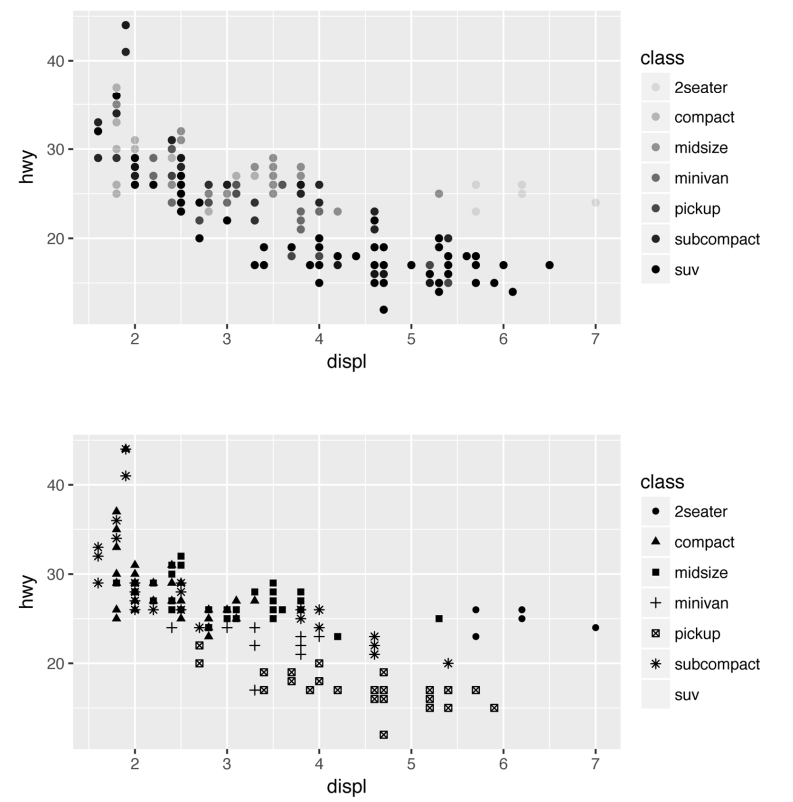 class
2seater
compact
midsize
minivan
pickup
subcompact
suv
hwy
40
30
20
2 3 4 5 6 7
displ
class
2seater
compact
midsize
minivan
pickup
subcompact
suv
hwy
40
30
20
2 3 4 5 6 7
displ